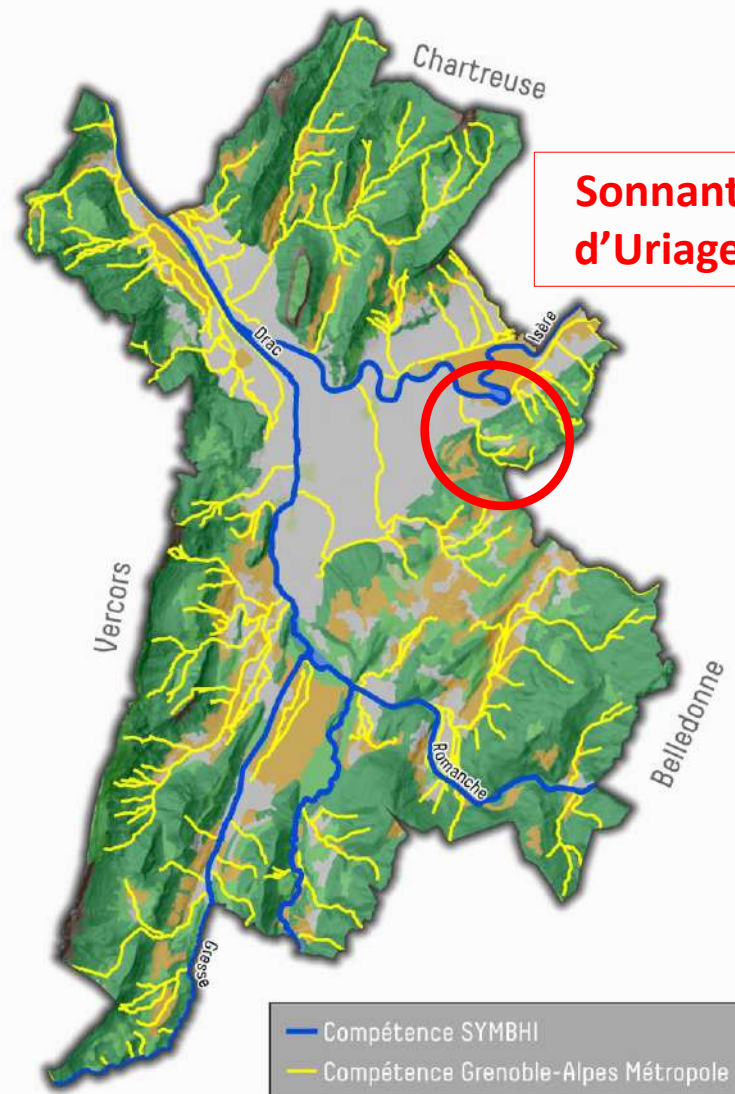 Chartreuse
Sonnant
d’Uriage
Isère
Drac
Vercors
Belledonne
Romanche
Gresse
Compétence SYMBHI
Compétence Grenoble-Alpes Métropole